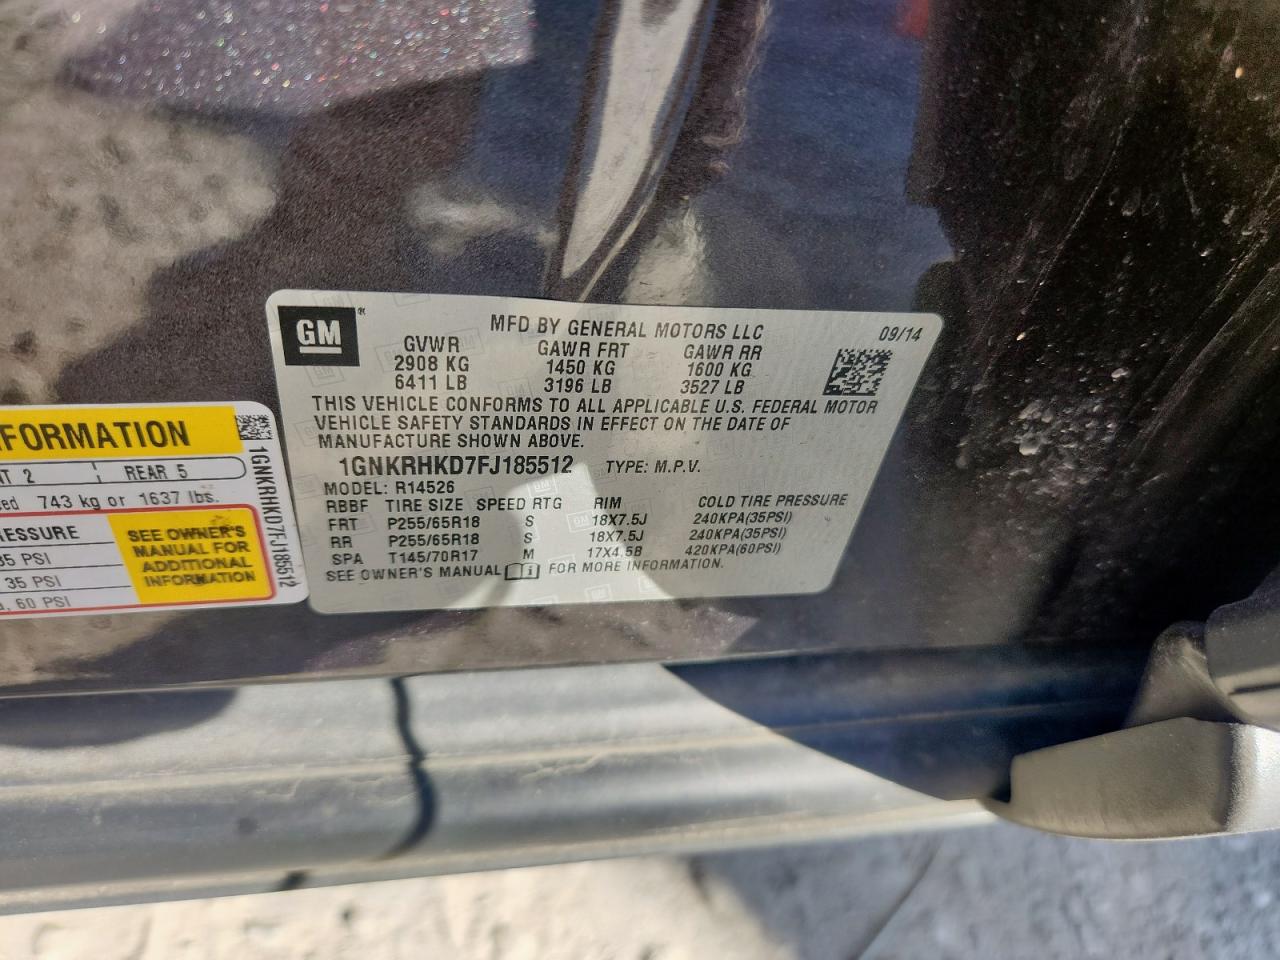 GM
MFD BY GENERAL MOTORS LLC
09/14
GVWR GAWR FRT GAWR RR
2908 KG 1450 KG 1600 KG
6411 LB 3196 LB 3527 LB
THIS VEHICLE CONFORMS TO ALL APPLICABLE U.S. FEDERAL MOTOR
VEHICLE SAFETY STANDARDS IN EFFECT ON THE DATE OF
MANUFACTURE SHOWN ABOVE.
1GNKRHKD7FJ185512 TYPE: M.P.V.
MODEL: R14526
RBBF TIRE SIZE SPEED RTG RIM COLD TIRE PRESSURE
FRT P255/65R18 S 18X7.5J 240KPA(35PSI)
RR P255/65R18 S 18X7.5J 240KPA(35PSI)
SPA T145/70R17 M 17X4.5B 420KPA(60PSI)
SEE OWNER'S MANUAL FOR MORE INFORMATION.
FORMATION
2 REAR 5
743 kg or 1637 lbs.
35 PSI
35 PSI
60 PSI
SEE OWNER'S
MANUAL FOR
ADDITIONAL
INFORMATION
1GNKRHKD7FJ185512